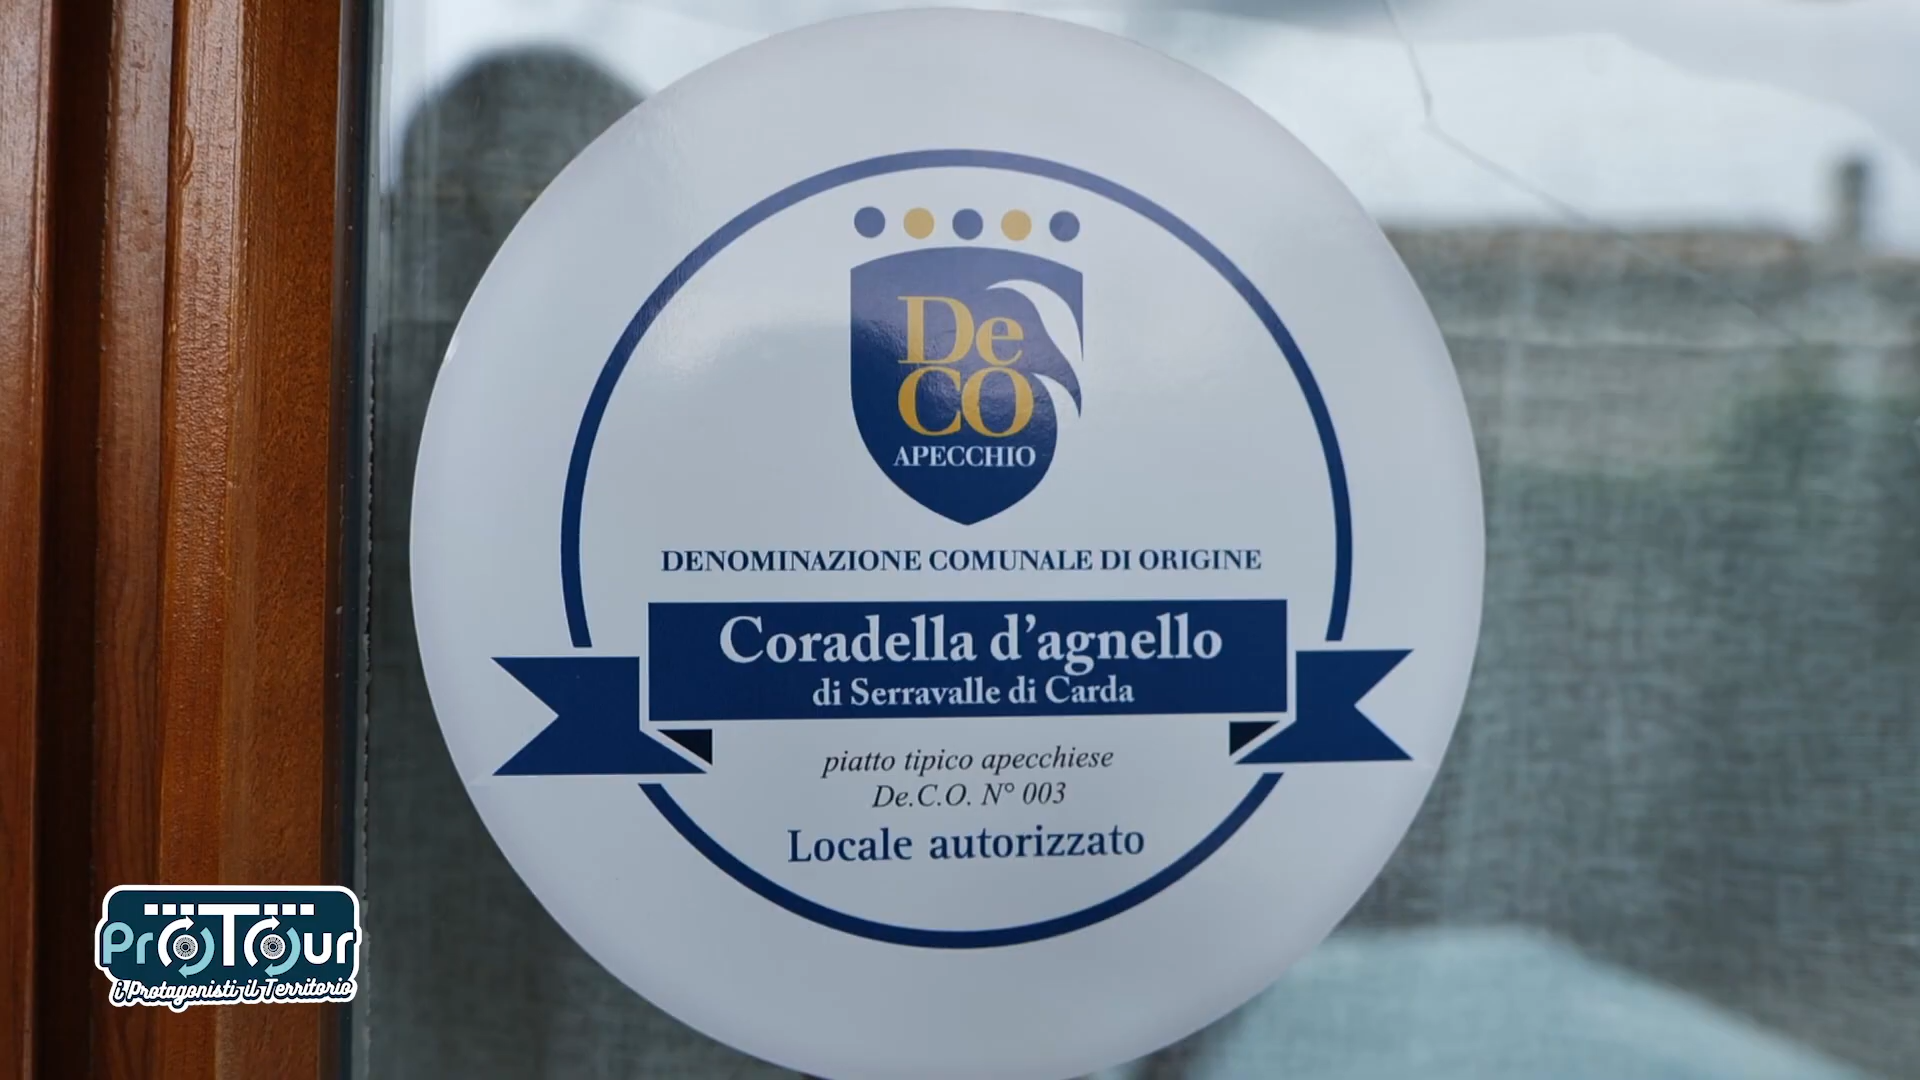 De
CO
APECCHIO
DENOMINAZIONE COMUNALE DI ORIGINE
Coradella d'agnello
di Serravalle di Carda
piatto tipico apecchiese
De.C.O. N° 003
Locale autorizzato
PrOTOur
i Protagonisti il Territorio